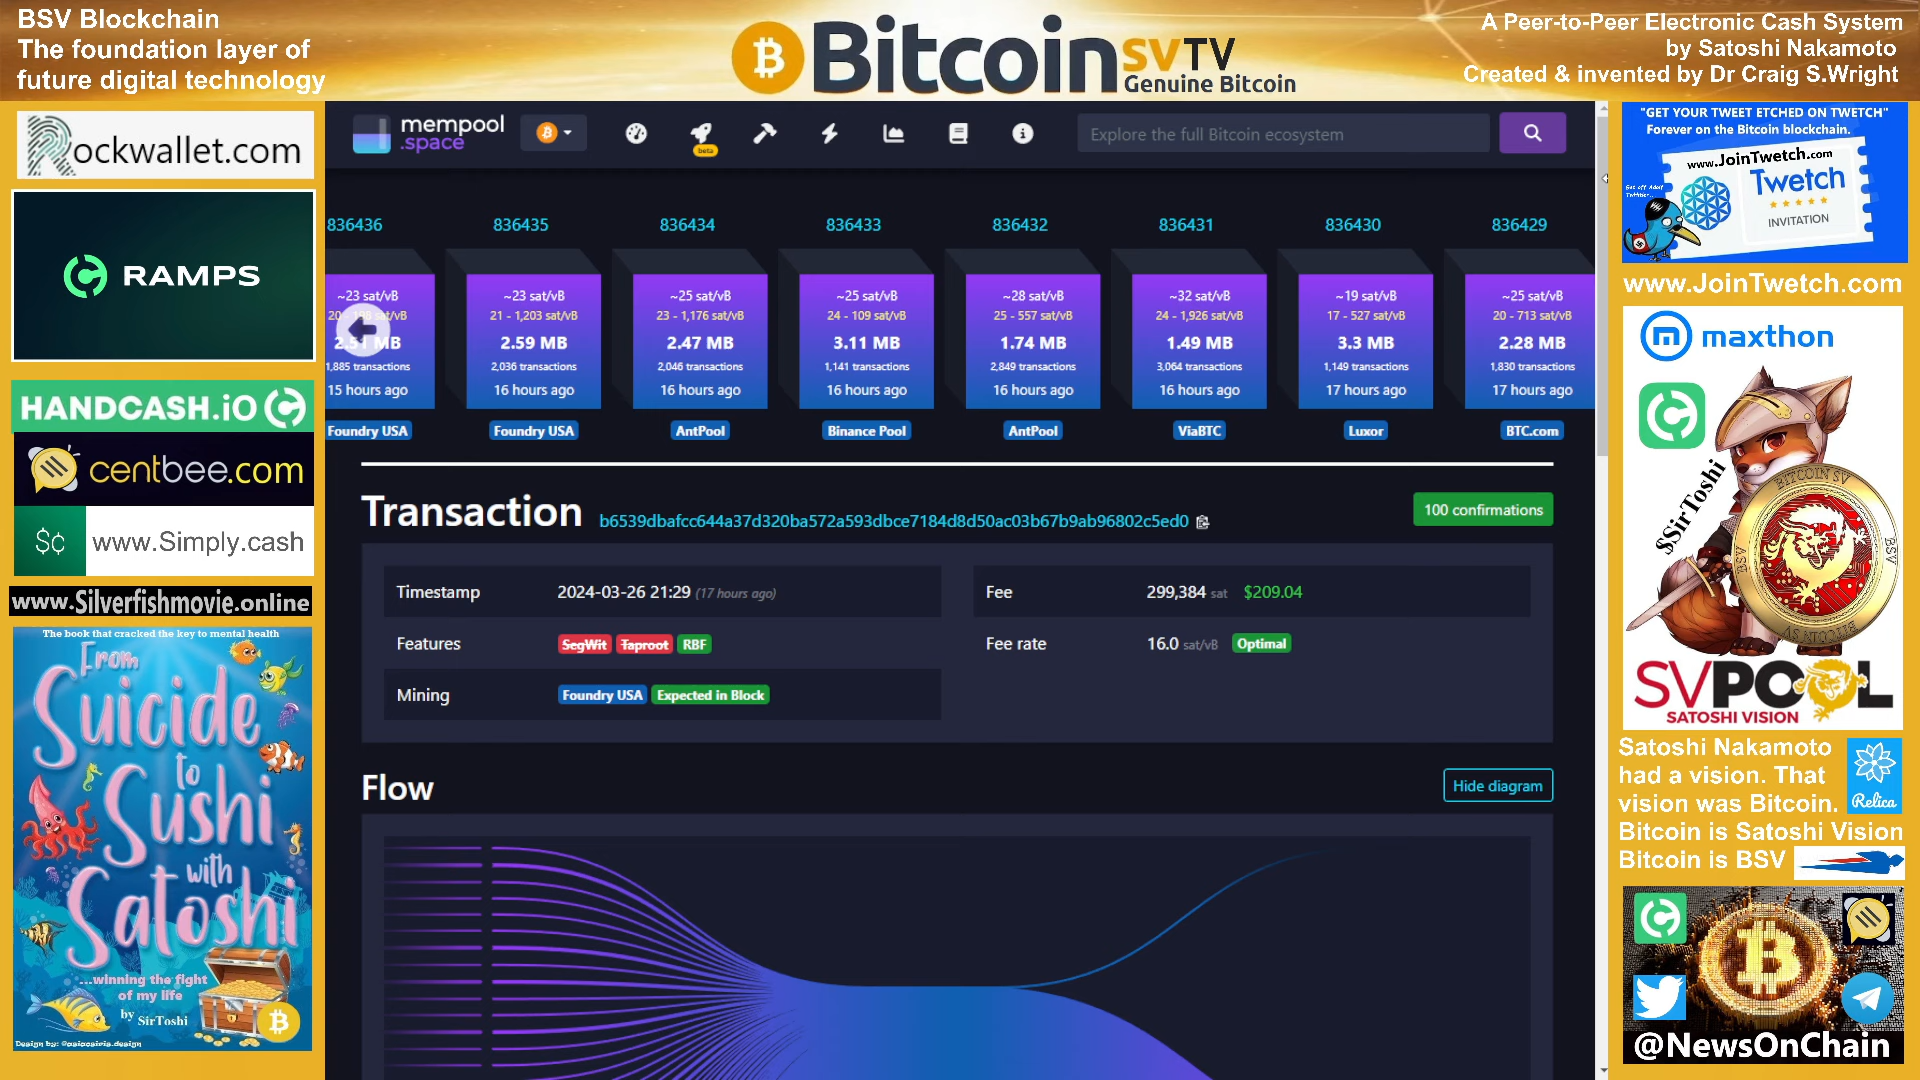 BSV Blockchain
The foundation layer of
future digital technology
BitcoinSVTV
Genuine Bitcoin
A Peer-to-Peer Electronic Cash System
by Satoshi Nakamoto
Created & invented by Dr Craig S.Wright
Rockwallet.com
RAMPS
HANDCASH.iO
centbee.com
$¢ www.Simply.cash
www.Silverfishmovie.online
The book that cracked the key to mental health
From
Suicide
to
Sushi
with
Satoshi
...winning the fight
of my life
by SirToshi
mempool
.space
beta
Explore the full Bitcoin ecosystem
836436 836435 836434 836433 836432 836431 836430 836429
~23 sat/vB ~23 sat/vB ~25 sat/vB ~25 sat/vB ~28 sat/vB ~32 sat/vB ~19 sat/vB ~25 sat/vB
21 - 1,203 sat/vB 23 - 1,176 sat/vB 24 - 109 sat/vB 25 - 557 sat/vB 24 - 1,926 sat/vB 17 - 527 sat/vB 20 - 713 sat/vB
2.51 MB 2.59 MB 2.47 MB 3.11 MB 1.74 MB 1.49 MB 3.3 MB 2.28 MB
1,885 transactions 2,036 transactions 2,046 transactions 1,141 transactions 2,849 transactions 3,064 transactions 1,149 transactions 1,830 transactions
15 hours ago 16 hours ago 16 hours ago 16 hours ago 16 hours ago 16 hours ago 17 hours ago 17 hours ago
Foundry USA Foundry USA AntPool Binance Pool AntPool ViaBTC Luxor BTC.com
Transaction b6539dbafcc644a37d320ba572a593dbce7184d8d50ac03b67b9ab96802c5ed0 100 confirmations
Timestamp 2024-03-26 21:29 (17 hours ago)
Features SegWit Taproot RBF
Mining Foundry USA Expected in Block
Fee 299,384 sat $209.04
Fee rate 16.0 sat/vB Optimal
Flow Hide diagram
"GET YOUR TWEET ETCHED ON TWETCH"
Forever on the Bitcoin blockchain.
www.JoinTwetch.com
Twetch
INVITATION
www.JoinTwetch.com
maxthon
$SirToshi
BITCOIN SV
BSV
BSV
BITCOIN SV
SVPOOL
SATOSHI VISION
Satoshi Nakamoto
had a vision. That
vision was Bitcoin.
Relica
Bitcoin is Satoshi Vision
Bitcoin is BSV
@NewsOnChain